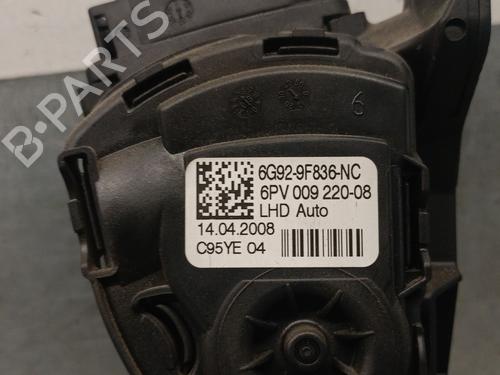 B-PARTS
6
6G92-9F836-NC
6PV 009 220-08
LHD Auto
14.04.2008
C95YE 04